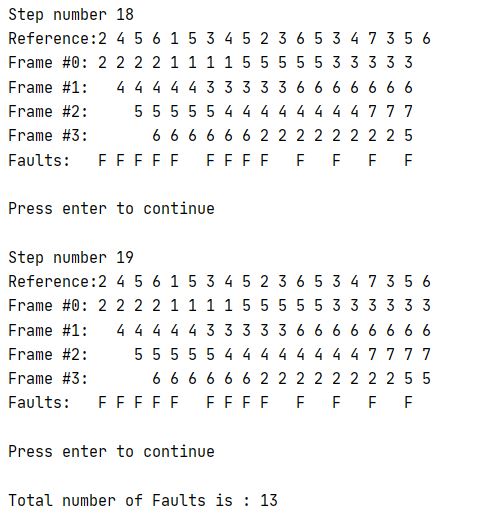 Step number 18
Reference:2 4 5 6 1 5 3 4 5 2 3 6 5 3 4 7 3 5 6
Frame #0: 2 2 2 2 1 1 1 1 5 5 5 5 5 3 3 3 3 3
Frame #1:   4 4 4 4 4 3 3 3 3 3 6 6 6 6 6 6 6
Frame #2:     5 5 5 5 5 4 4 4 4 4 4 4 4 7 7 7
Frame #3:       6 6 6 6 6 6 2 2 2 2 2 2 2 2 5
Faults:   F F F F F   F F F F   F   F   F   F
Press enter to continue
Step number 19
Reference:2 4 5 6 1 5 3 4 5 2 3 6 5 3 4 7 3 5 6
Frame #0: 2 2 2 2 1 1 1 1 5 5 5 5 5 3 3 3 3 3 3
Frame #1:   4 4 4 4 4 3 3 3 3 3 6 6 6 6 6 6 6 6
Frame #2:     5 5 5 5 5 4 4 4 4 4 4 4 4 7 7 7 7
Frame #3:       6 6 6 6 6 6 2 2 2 2 2 2 2 2 5 5
Faults:   F F F F F   F F F F   F   F   F   F
Press enter to continue
Total number of Faults is : 13